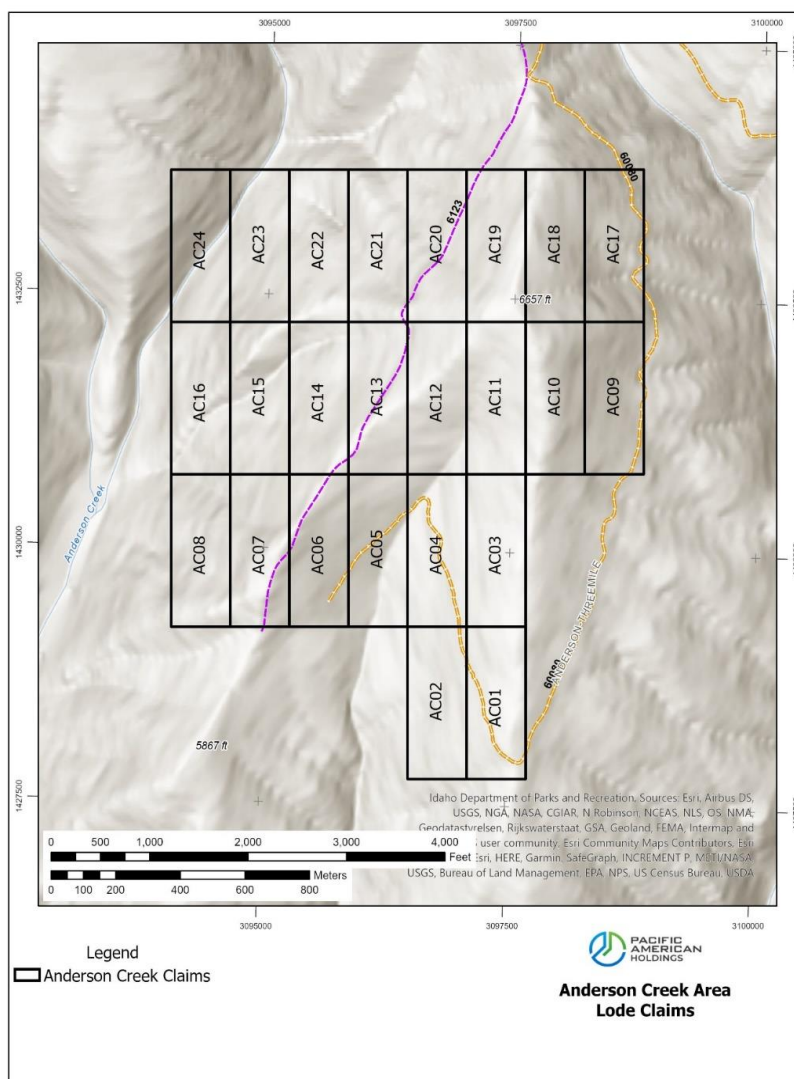 3095000
3097500
3100000
60080
6123
AC24
AC23
AC22
AC21
AC20
AC19
AC18
AC17
1432500
6657 ft
AC16
AC15
AC14
AC13
AC12
AC11
AC10
AC09
Anderson Creek
1430000
AC08
AC07
AC06
AC05
AC04
AC03
ANDERSON-THREEMILE
60080
AC02
AC01
5867 ft
1427500
Idaho Department of Parks and Recreation, Sources: Esri, Airbus DS,
USGS, NGA, NASA, CGIAR, N Robinson, NCEAS, NLS, OS, NMA,
Geodatastyrelsen, Rijkswaterstaat, GSA, Geoland, FEMA, Intermap and
user community, Esri Community Maps Contributors, Esri
Esri, HERE, Garmin, SafeGraph, INCREMENT P, METI/NASA,
USGS, Bureau of Land Management, EPA, NPS, US Census Bureau, USDA
0 500 1,000 2,000 3,000 4,000
Feet
Meters
0 100 200 400 600 800
3095000
3097500
3100000
Legend
Anderson Creek Claims
PACIFIC
AMERICAN
HOLDINGS
Anderson Creek Area
Lode Claims